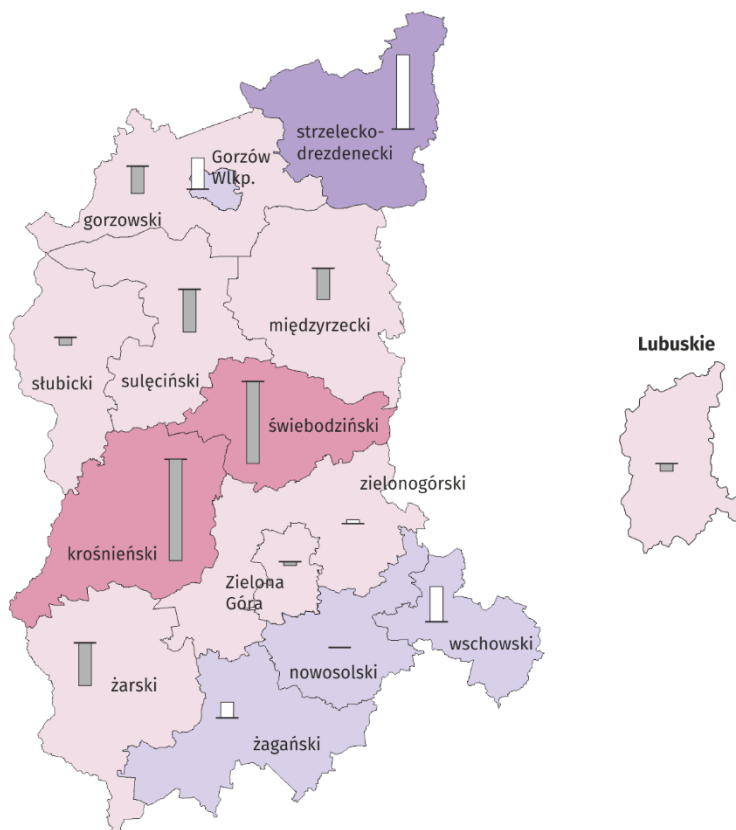 strzelecko-
drezdenecki
Gorzów
Wlkp.
gorzowski
międzyrzecki
Lubuskie
słubicki
sulęciński
świebodziński
zielonogórski
krośnieński
Zielona
Góra
wschowski
nowosolski
żarski
żagański